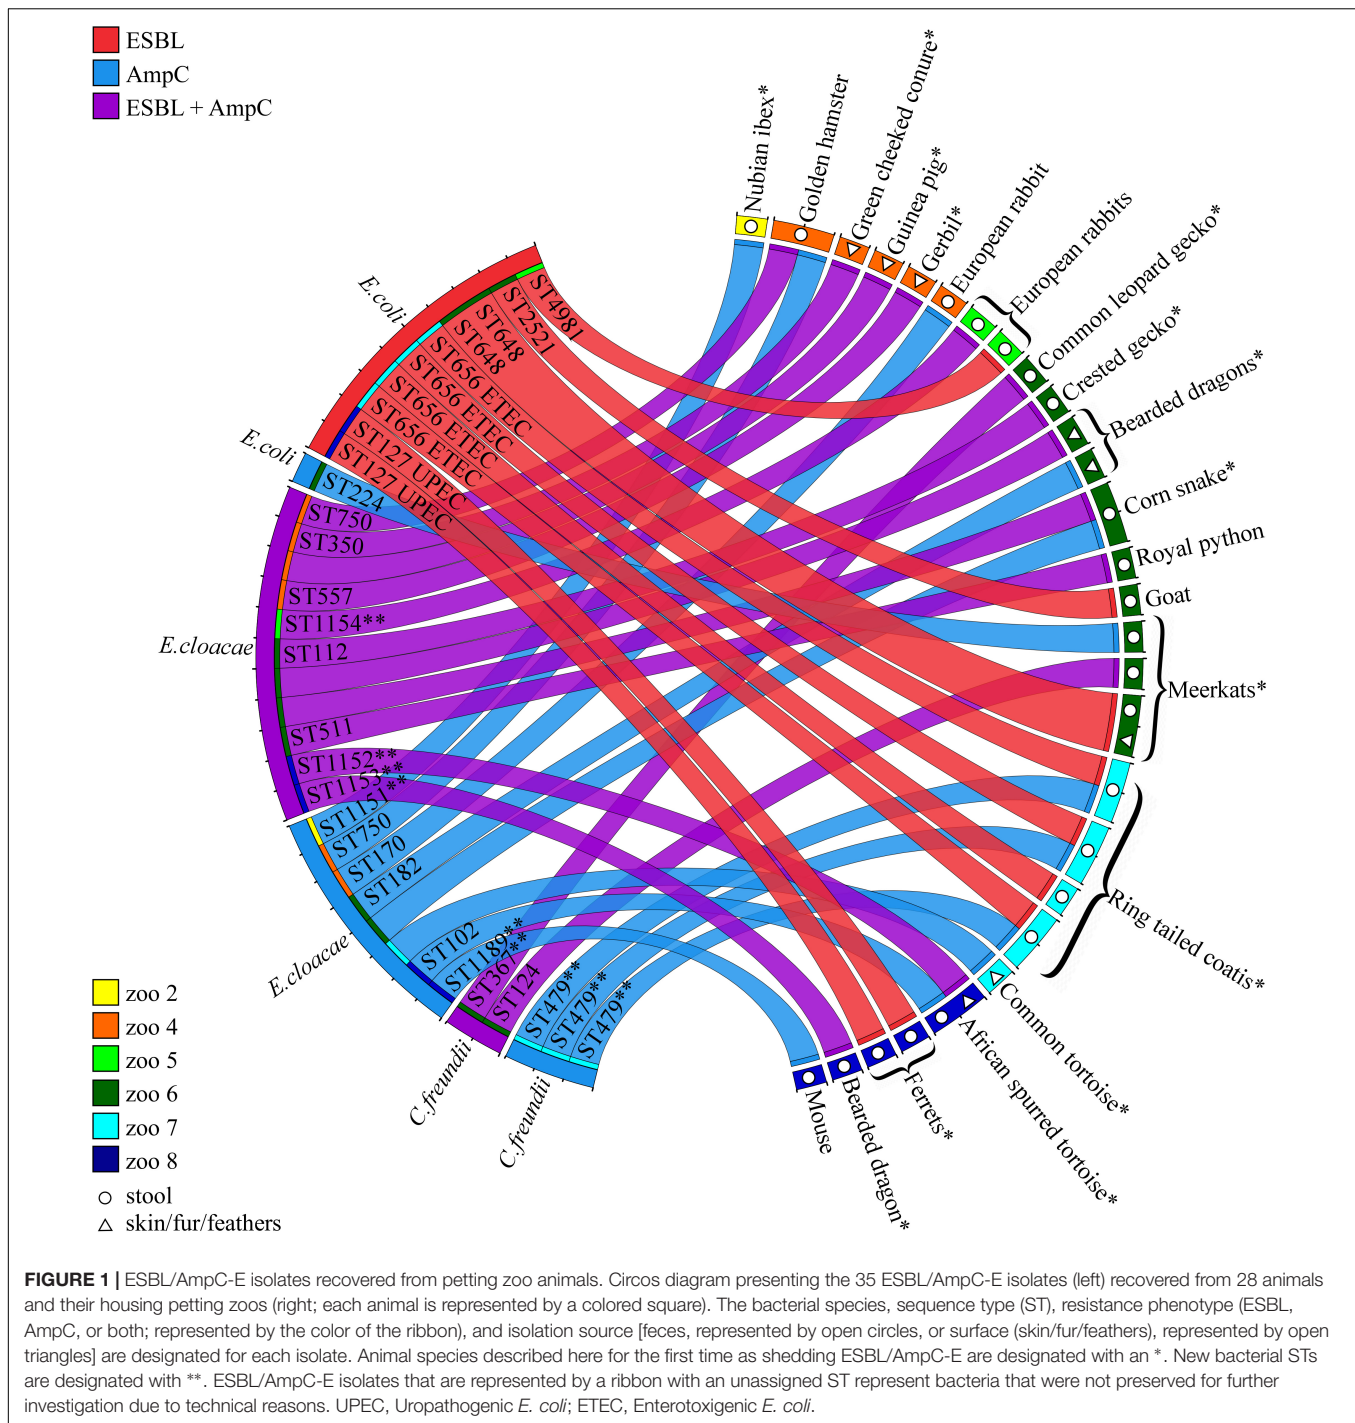 ESBL
AmpC
ESBL + AmpC
Nubian ibex*
Golden hamster
Green cheeked conure*
Guinea pig*
Gerbil*
European rabbit
European rabbits
Common leopard gecko*
Crested gecko*
Bearded dragons*
Corn snake*
Royal python
Goat
Meerkats*
Ring tailed coatis*
Common tortoise*
African spurred tortoise*
Ferrets*
Bearded dragon*
Mouse
E.coli
ST4981
ST2521
ST648
ST648
ST656 ETEC
ST656 ETEC
ST656 ETEC
ST656 ETEC
ST127 UPEC
ST127 UPEC
E.coli
ST224
E.cloacae
ST750
ST350
ST557
ST1154**
ST112
ST511
ST1152**
ST1153**
E.cloacae
ST1151**
ST750
ST170
ST182
ST102
ST1189**
C.freundii
ST367**
ST124
C.freundii
ST479**
ST479**
ST479**
zoo 2
zoo 4
zoo 5
zoo 6
zoo 7
zoo 8
stool
skin/fur/feathers
FIGURE 1 | ESBL/AmpC-E isolates recovered from petting zoo animals. Circos diagram presenting the 35 ESBL/AmpC-E isolates (left) recovered from 28 animals
and their housing petting zoos (right; each animal is represented by a colored square). The bacterial species, sequence type (ST), resistance phenotype (ESBL,
AmpC, or both; represented by the color of the ribbon), and isolation source [feces, represented by open circles, or surface (skin/fur/feathers), represented by open
triangles] are designated for each isolate. Animal species described here for the first time as shedding ESBL/AmpC-E are designated with an *. New bacterial STs
are designated with **. ESBL/AmpC-E isolates that are represented by a ribbon with an unassigned ST represent bacteria that were not preserved for further
investigation due to technical reasons. UPEC, Uropathogenic E. coli; ETEC, Enterotoxigenic E. coli.